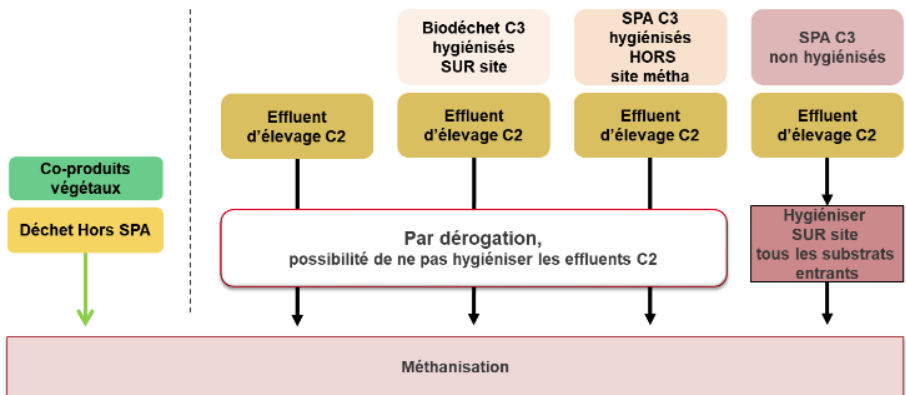 Biodéchet C3
hygiénisés
SUR site
SPA C3
hygiénisés
HORS
site métha
SPA C3
non hygiénisés
Effluent
d'élevage C2
Effluent
d'élevage C2
Effluent
d'élevage C2
Effluent
d'élevage C2
Co-produits
végétaux
Déchet Hors SPA
Par dérogation,
possibilité de ne pas hygiéniser les effluents C2
Hygiéniser
SUR site
tous les substrats
entrants
Méthanisation